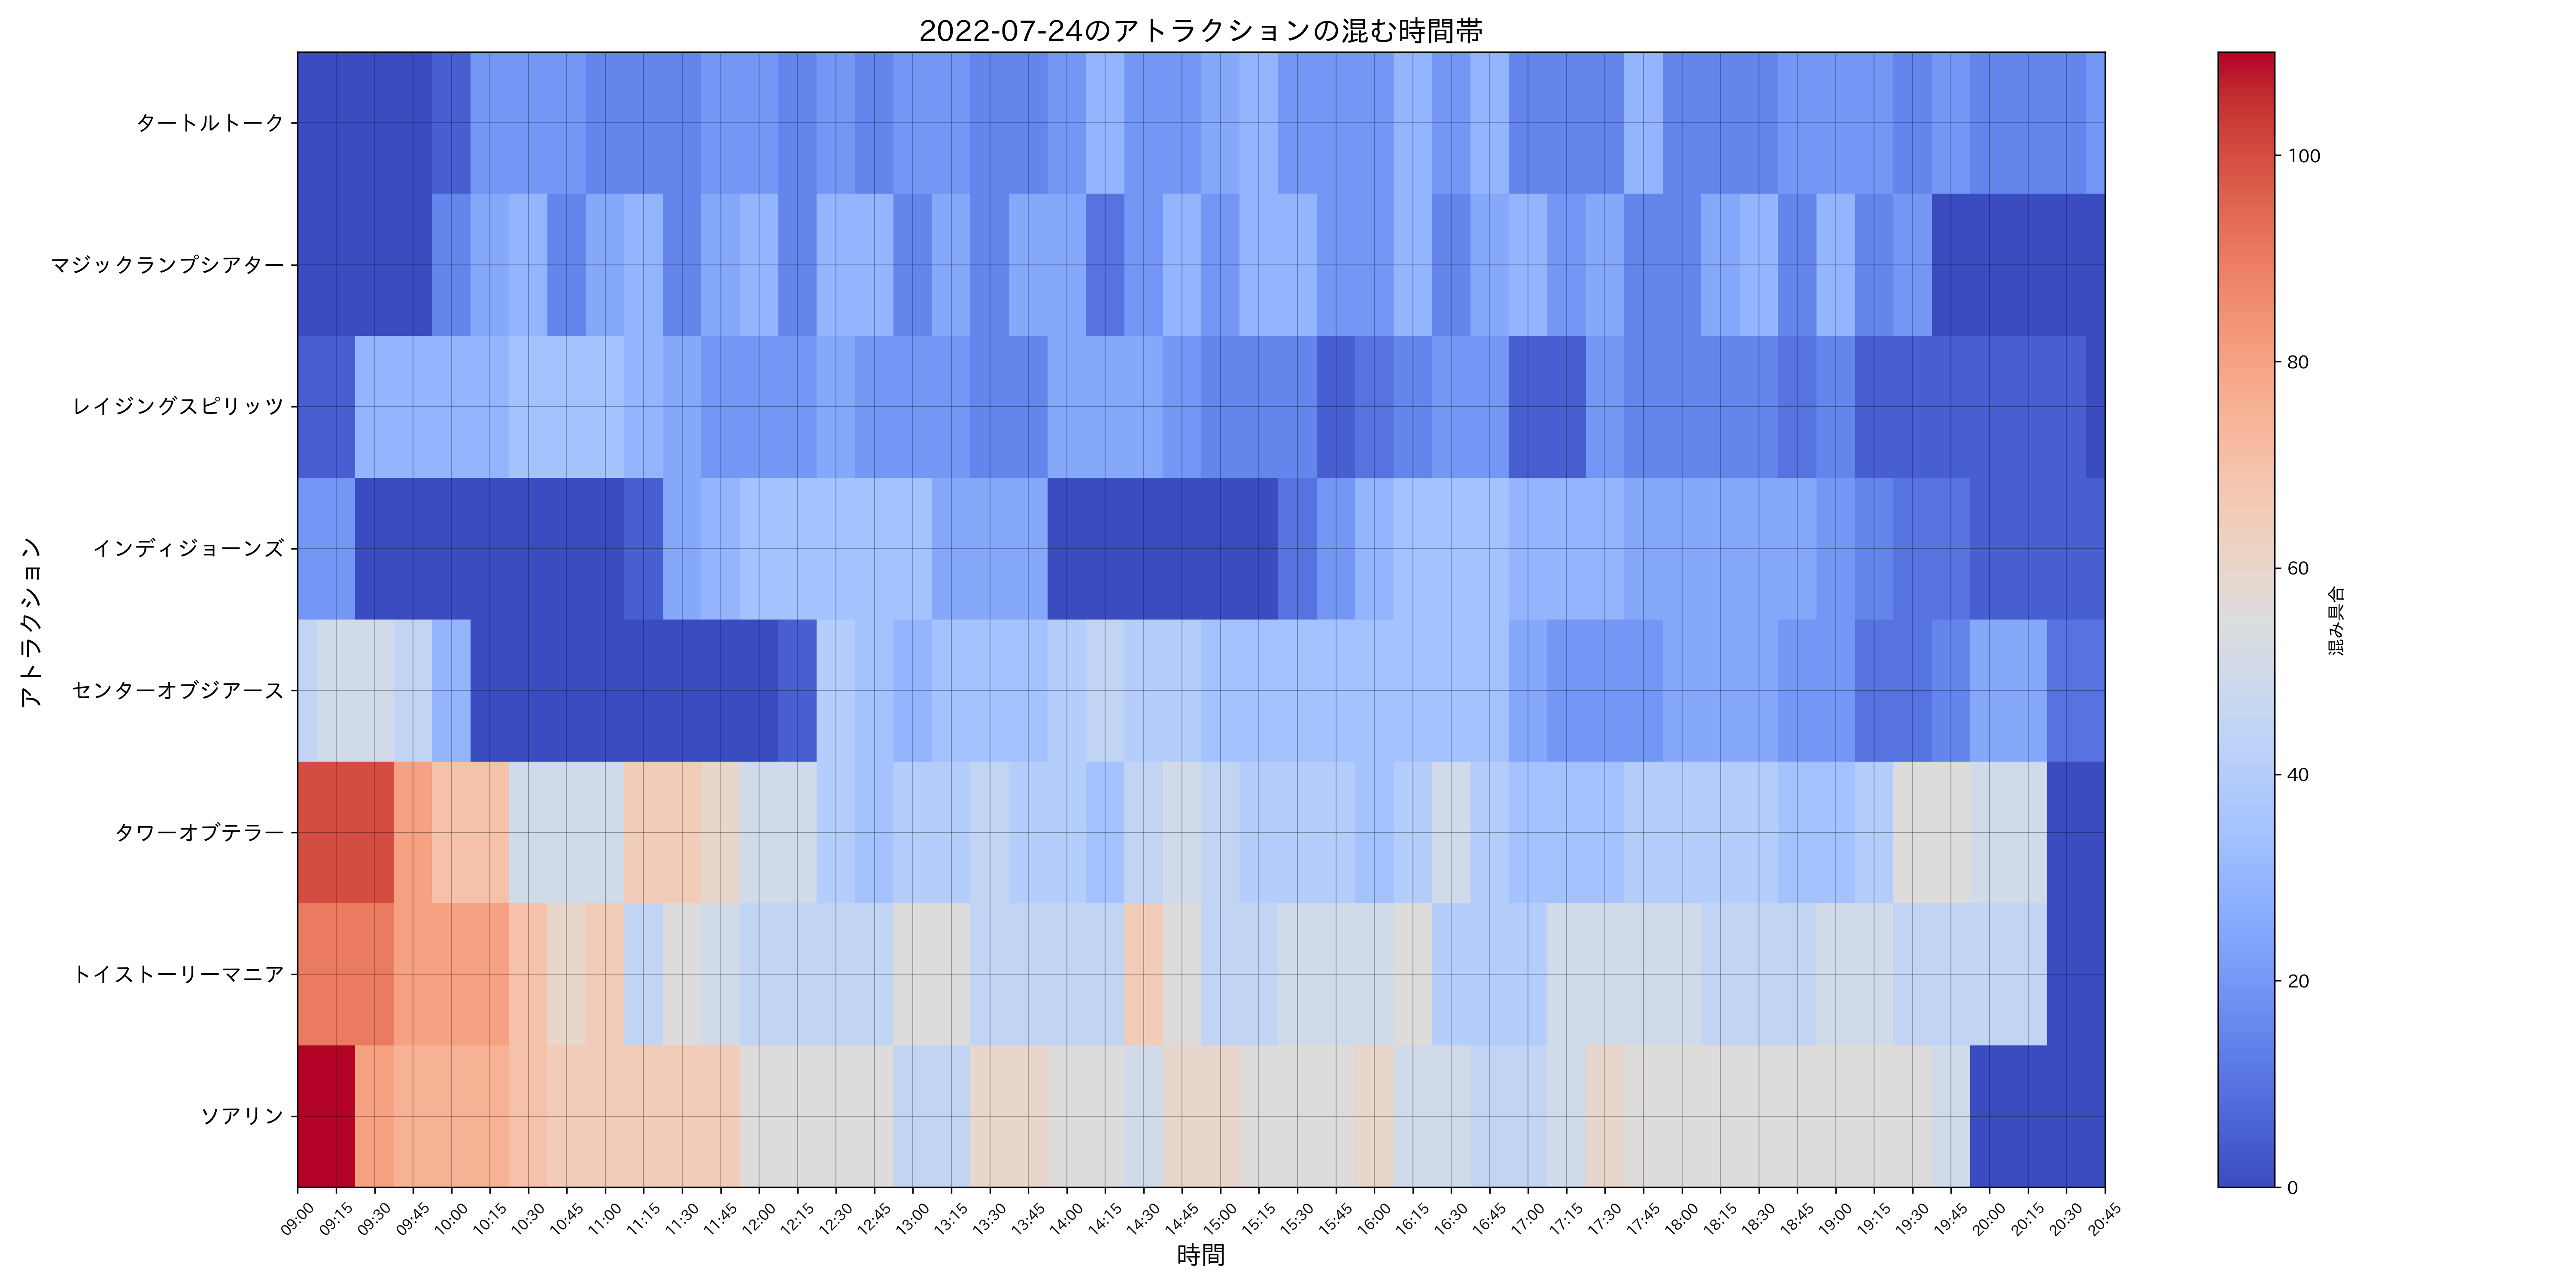 2022-07-24のアトラクションの混む時間帯
アトラクション
タートルトーク
マジックランプシアター
レイジングスピリッツ
インディジョーンズ
センターオブジアース
タワーオブテラー
トイストーリーマニア
ソアリン
09:00 09:15 09:30 09:45 10:00 10:15 10:30 10:45 11:00 11:15 11:30 11:45 12:00 12:15 12:30 12:45 13:00 13:15 13:30 13:45 14:00 14:15 14:30 14:45 15:00 15:15 15:30 15:45 16:00 16:15 16:30 16:45 17:00 17:15 17:30 17:45 18:00 18:15 18:30 18:45 19:00 19:15 19:30 19:45 20:00 20:15 20:30 20:45
時間
100
80
60
40
20
0
混み具合